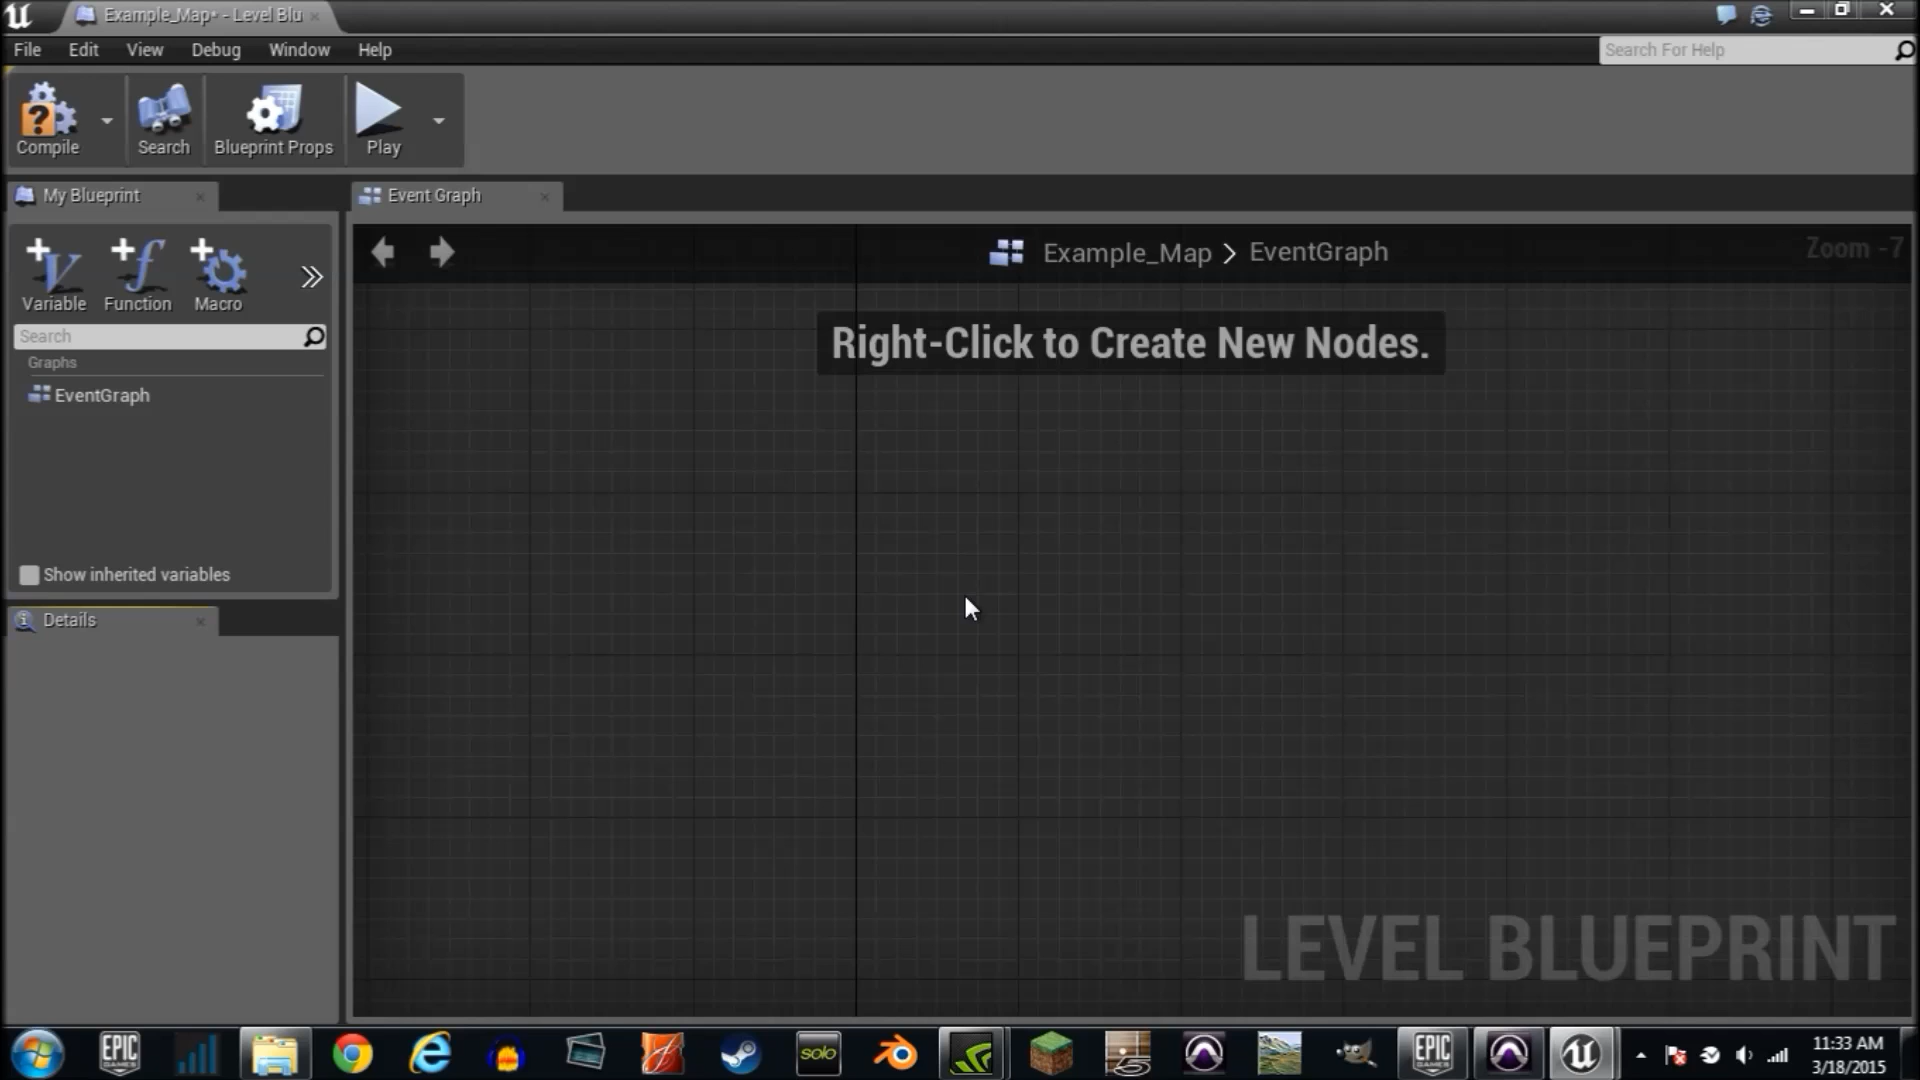 Example_Map* - Level Blu
File Edit View Debug Window Help
Search For Help
Compile Search Blueprint Props Play
My Blueprint
Event Graph
Example_Map > EventGraph
Zoom -7
Variable Function Macro
Right-Click to Create New Nodes.
Search
Graphs
EventGraph
Show inherited variables
Details
LEVEL BLUEPRINT
EPIC GAMES
solo
EPIC GAMES
11:33 AM
3/18/2015